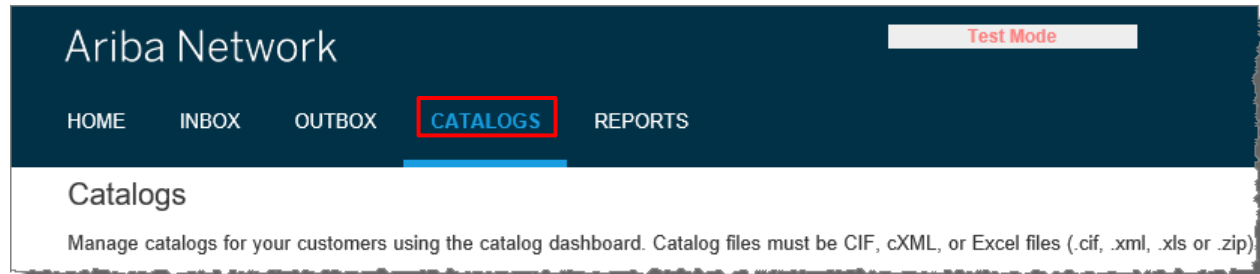 Ariba Network
Test Mode
HOME INBOX OUTBOX CATALOGS REPORTS
Catalogs
Manage catalogs for your customers using the catalog dashboard. Catalog files must be CIF, cXML, or Excel files (.cif, .xml, .xls or .zip)